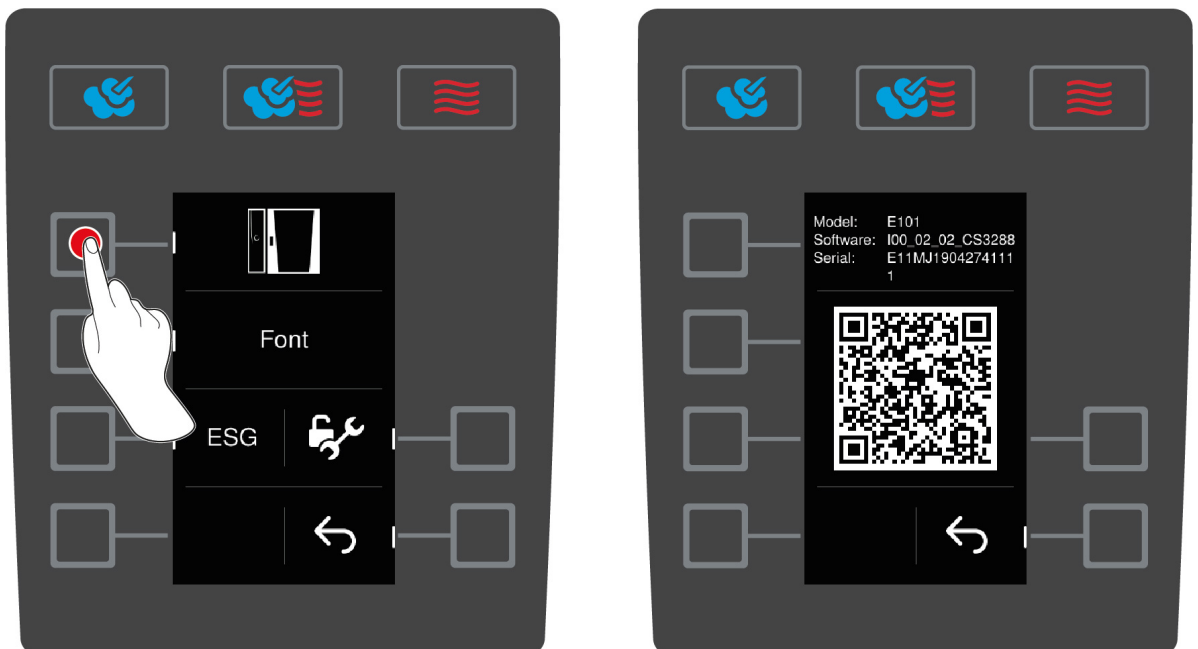 Font
ESG
Model: E101
Software: I00_02_02_CS3288
Serial: E11MJ1904274111
1